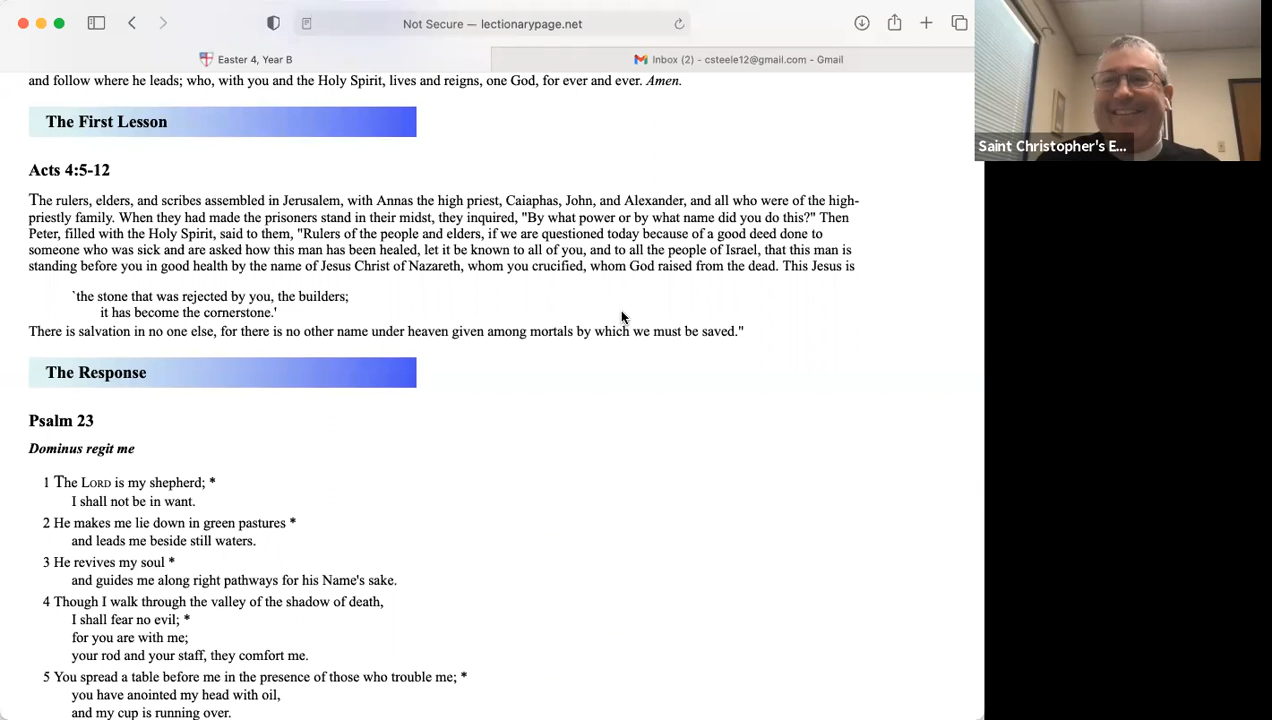 Not Secure — lectionarypage.net
Easter 4, Year B
Inbox (2) - csteele12@gmail.com - Gmail
and follow where he leads; who, with you and the Holy Spirit, lives and reigns, one God, for ever and ever. Amen.
The First Lesson
Acts 4:5-12
The rulers, elders, and scribes assembled in Jerusalem, with Annas the high priest, Caiaphas, John, and Alexander, and all who were of the high-
priestly family. When they had made the prisoners stand in their midst, they inquired, "By what power or by what name did you do this?" Then
Peter, filled with the Holy Spirit, said to them, "Rulers of the people and elders, if we are questioned today because of a good deed done to
someone who was sick and are asked how this man has been healed, let it be known to all of you, and to all the people of Israel, that this man is
standing before you in good health by the name of Jesus Christ of Nazareth, whom you crucified, whom God raised from the dead. This Jesus is
`the stone that was rejected by you, the builders;
it has become the cornerstone.'
There is salvation in no one else, for there is no other name under heaven given among mortals by which we must be saved."
The Response
Psalm 23
Dominus regit me
1 The LORD is my shepherd; *
I shall not be in want.
2 He makes me lie down in green pastures *
and leads me beside still waters.
3 He revives my soul *
and guides me along right pathways for his Name's sake.
4 Though I walk through the valley of the shadow of death,
I shall fear no evil; *
for you are with me;
your rod and your staff, they comfort me.
5 You spread a table before me in the presence of those who trouble me; *
you have anointed my head with oil,
and my cup is running over.
Saint Christopher's E...